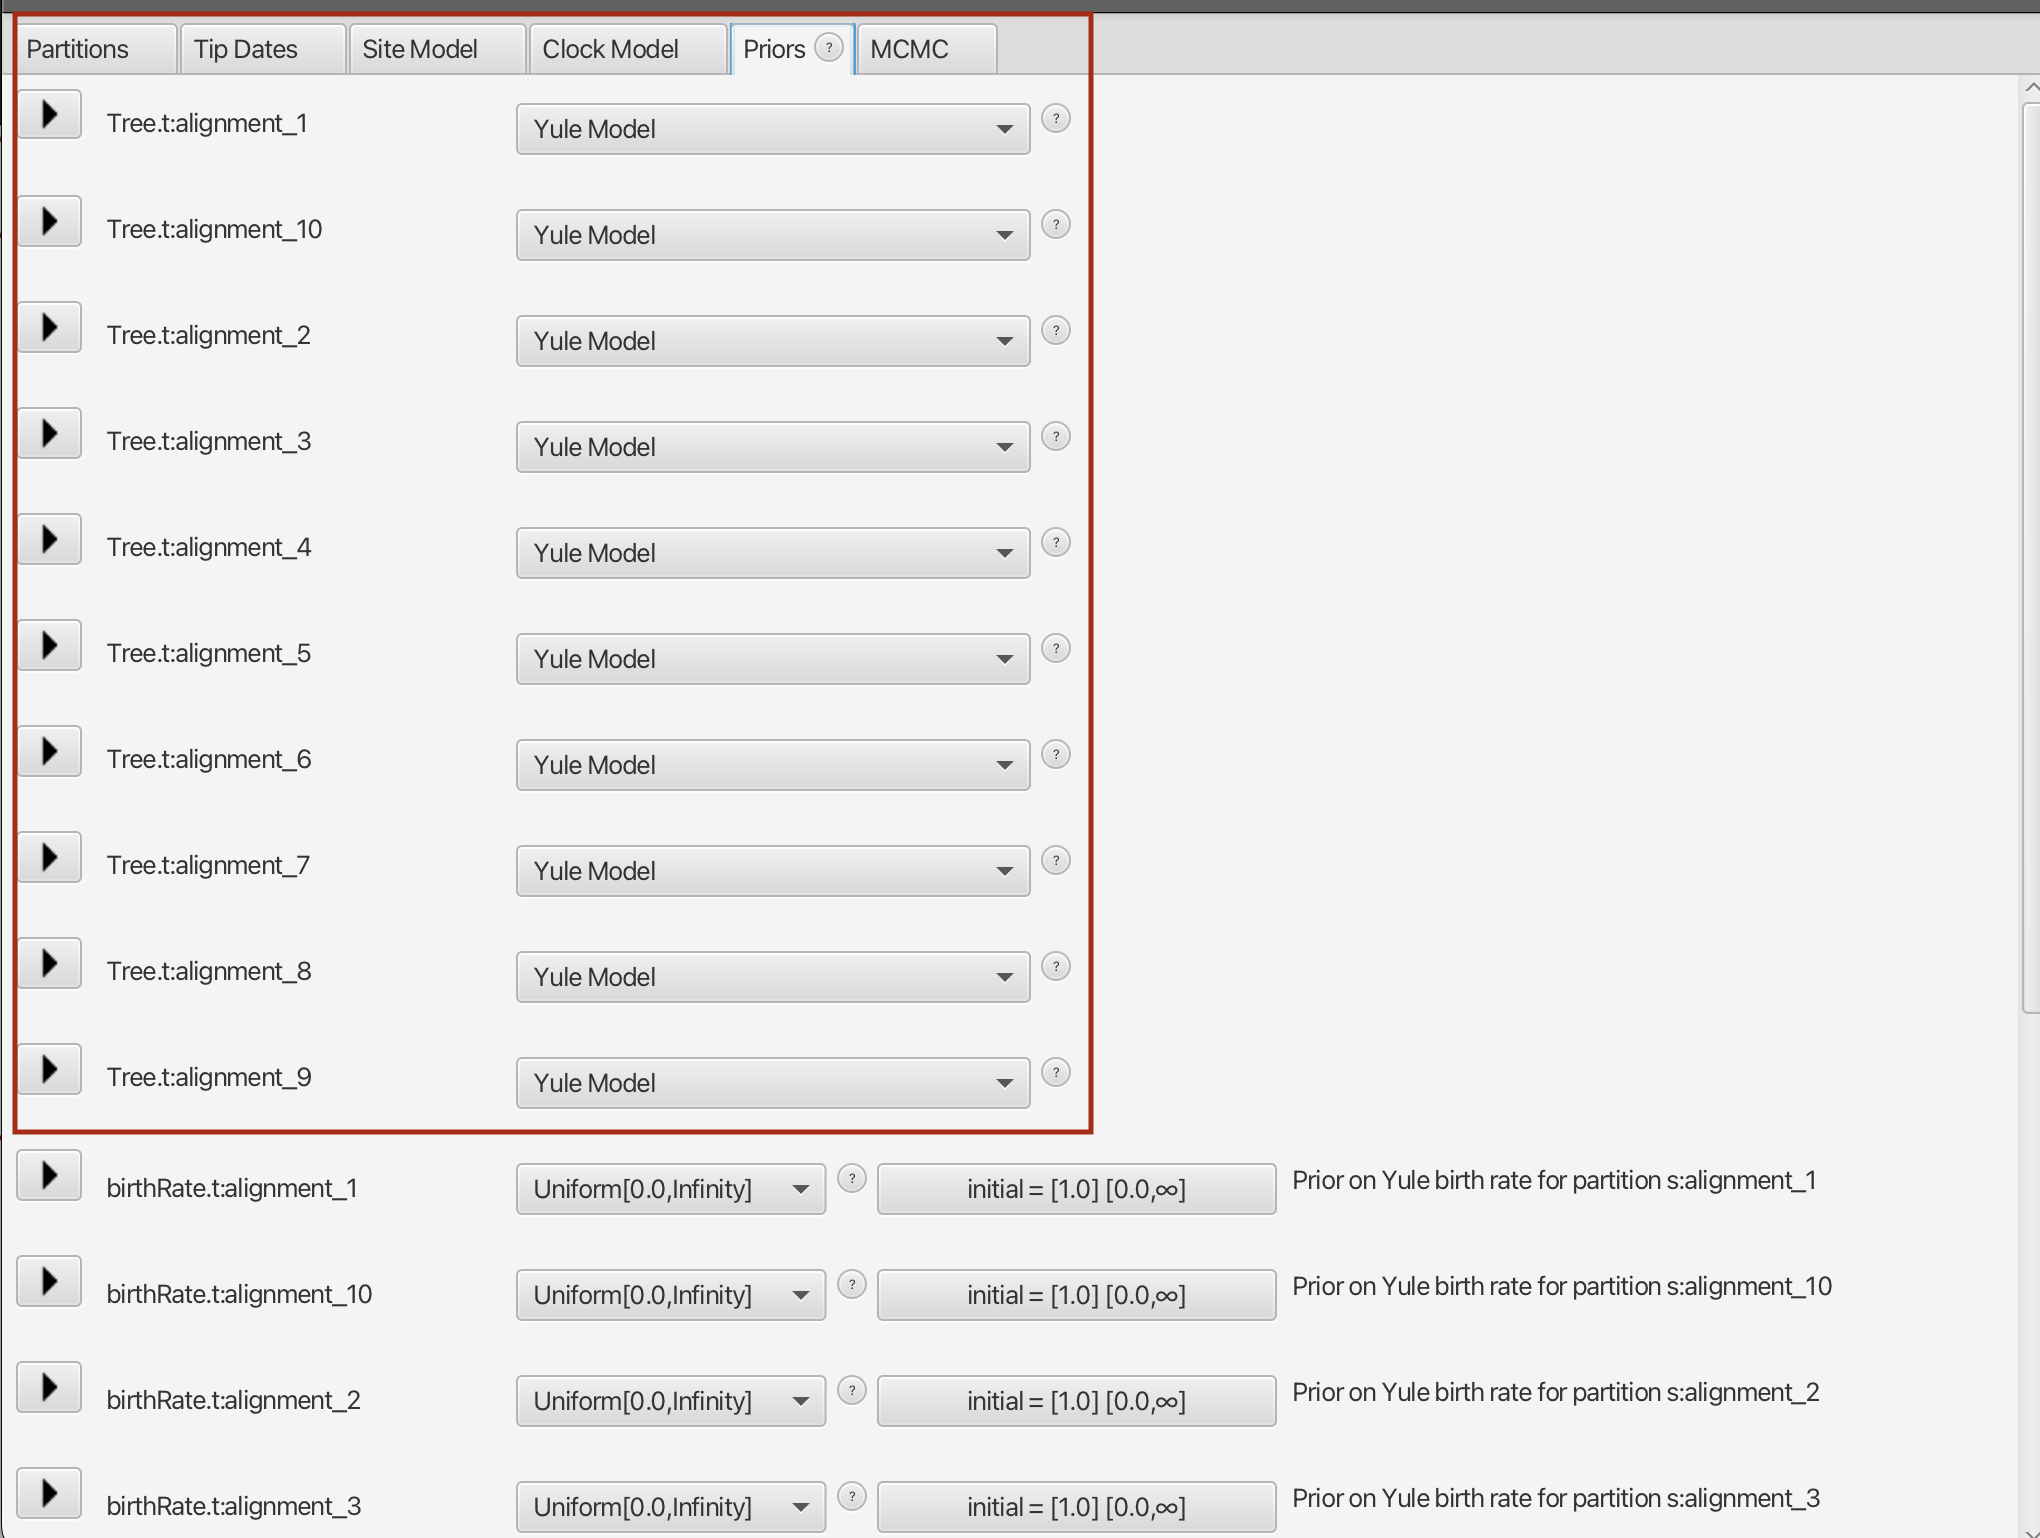 Partitions Tip Dates Site Model Clock Model Priors ? MCMC
Tree.t:alignment_1 Yule Model ?
Tree.t:alignment_10 Yule Model ?
Tree.t:alignment_2 Yule Model ?
Tree.t:alignment_3 Yule Model ?
Tree.t:alignment_4 Yule Model ?
Tree.t:alignment_5 Yule Model ?
Tree.t:alignment_6 Yule Model ?
Tree.t:alignment_7 Yule Model ?
Tree.t:alignment_8 Yule Model ?
Tree.t:alignment_9 Yule Model ?
birthRate.t:alignment_1 Uniform[0.0,Infinity] ? initial = [1.0] [0.0,∞] Prior on Yule birth rate for partition s:alignment_1
birthRate.t:alignment_10 Uniform[0.0,Infinity] ? initial = [1.0] [0.0,∞] Prior on Yule birth rate for partition s:alignment_10
birthRate.t:alignment_2 Uniform[0.0,Infinity] ? initial = [1.0] [0.0,∞] Prior on Yule birth rate for partition s:alignment_2
birthRate.t:alignment_3 Uniform[0.0,Infinity] ? initial = [1.0] [0.0,∞] Prior on Yule birth rate for partition s:alignment_3